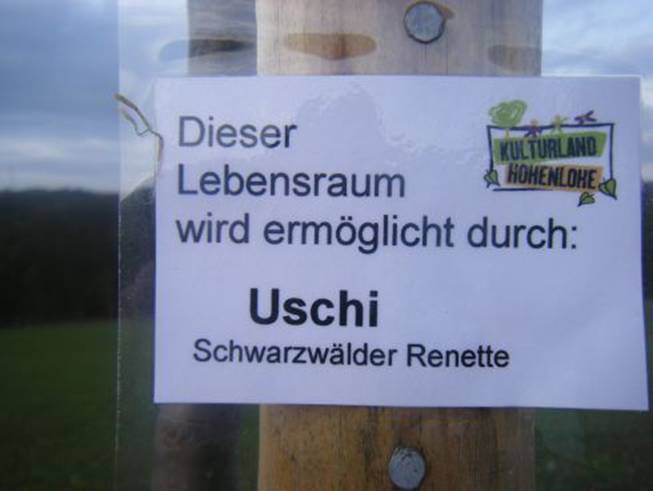 Dieser
Lebensraum
wird ermöglicht durch:
KULTURLAND
HOHENLOHE
Uschi
Schwarzwälder Renette